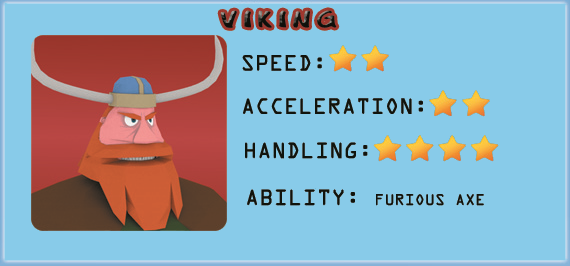 VIKING
SPEED:
ACCELERATION:
HANDLING:
ABILITY: FURIOUS AXE